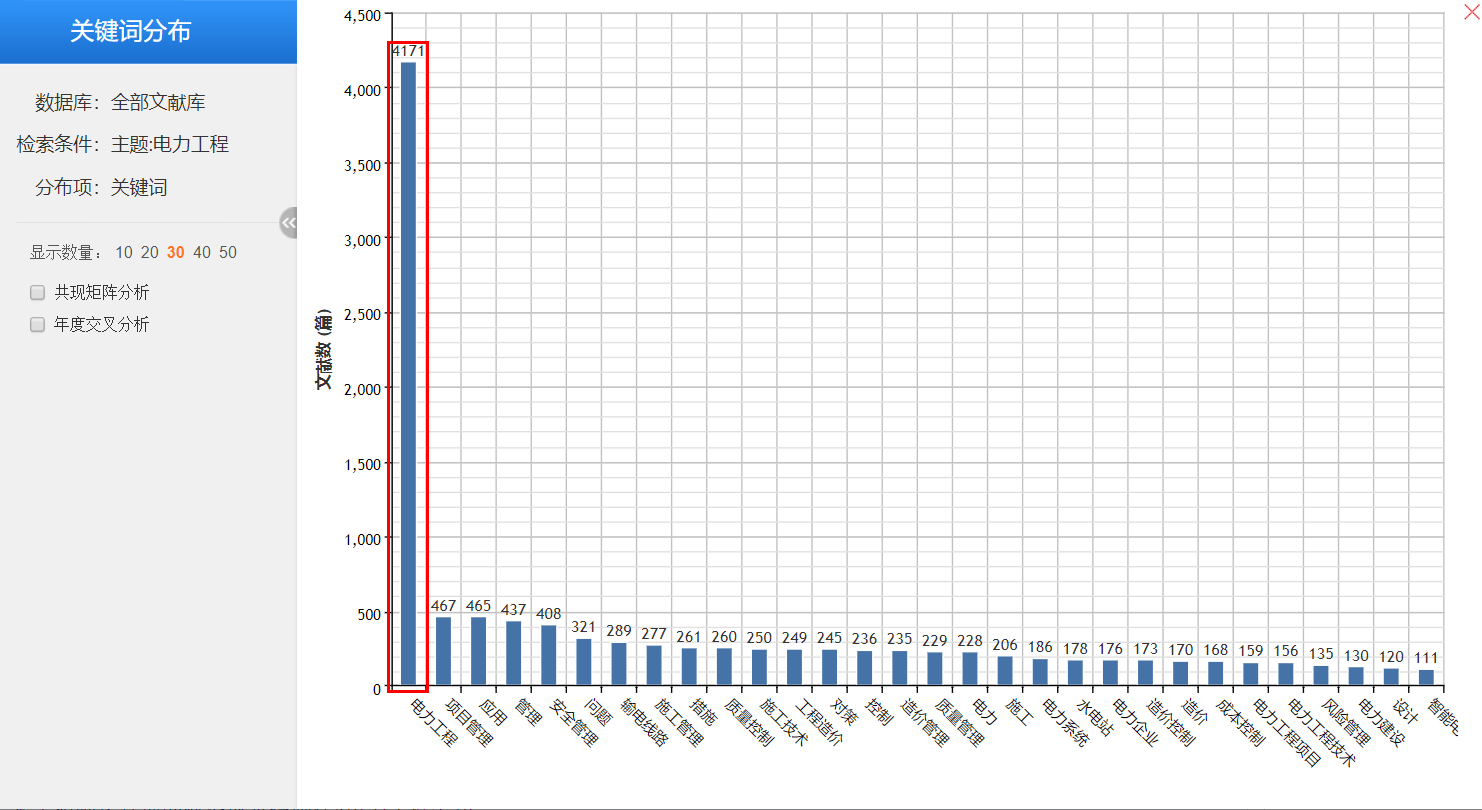 关键词分布
数据库：全部文献库
检索条件：主题:电力工程
分布项：关键词
显示数量： 10 20 30 40 50
共现矩阵分析
年度交叉分析
文献数 (篇)
4,500
4,000
3,500
3,000
2,500
2,000
1,500
1,000
500
0
4171
467
465
437
408
321
289
277
261
260
250
249
245
236
235
229
228
206
186
178
176
173
170
168
159
156
135
130
120
111
电力工程
项目管理
应用
管理
安全管理
问题
输电线路
施工管理
措施
质量控制
施工技术
工程造价
对策
控制
造价管理
质量管理
电力
施工
电力系统
水电站
电力企业
造价控制
造价
成本控制
电力工程项目
电力工程技术
风险管理
电力建设
设计
智能